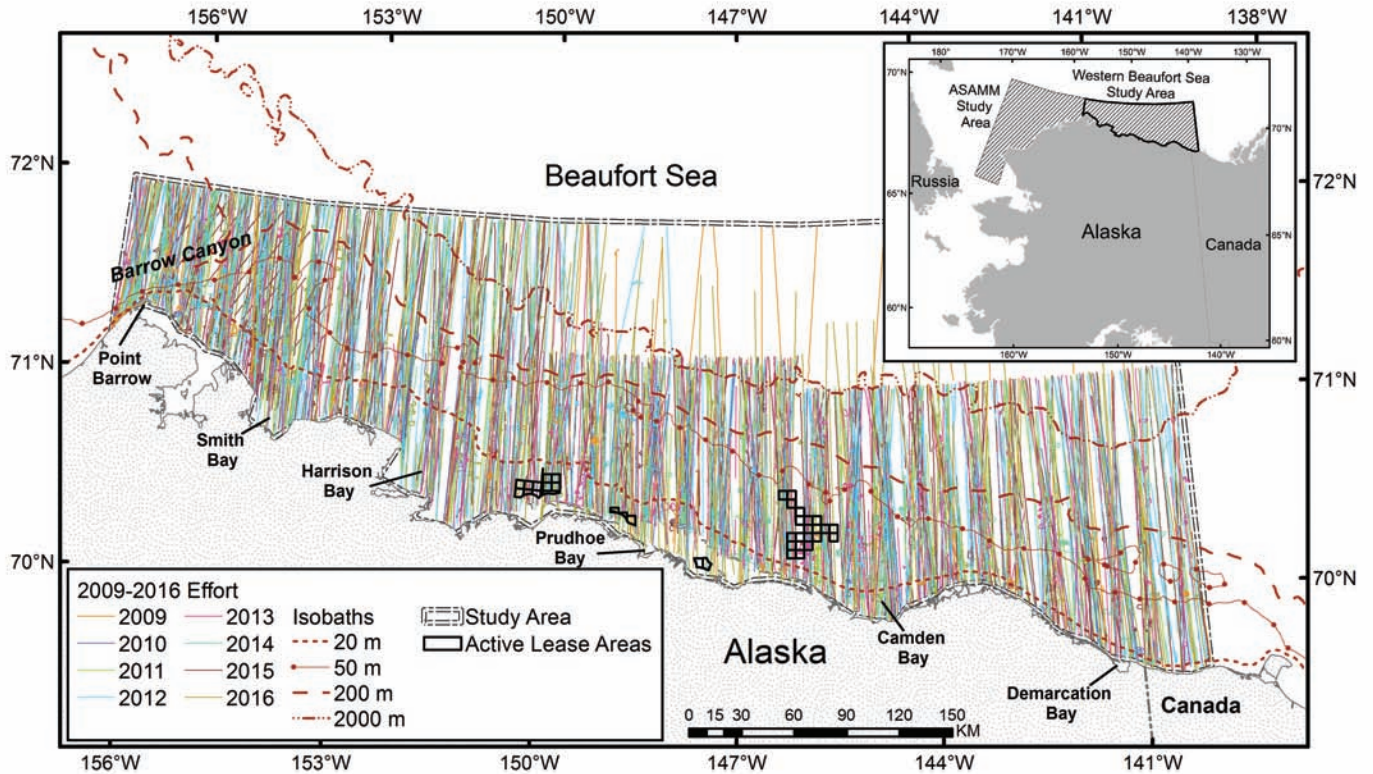 156°W 153°W 150°W 147°W 144°W 141°W 138°W
180° 170°W 160°W 150°W 140°W 130°W
70°N
Western Beaufort Sea
Study Area
ASAMM
Study
Area
70°N
Russia
65°N
Alaska
Canada
65°N
60°N
60°N
160°W 150°W 140°W
72°N
Beaufort Sea
72°N
Barrow Canyon
71°N
Point
Barrow
71°N
Smith
Bay
Harrison
Bay
Prudhoe
Bay
70°N
70°N
Camden
Bay
Alaska
Demarcation
Bay
Canada
2009-2016 Effort
2009
2010
2011
2012
2013
2014
2015
2016
Isobaths
20 m
50 m
200 m
2000 m
Study Area
Active Lease Areas
0 15 30 60 90 120 150
KM
156°W 153°W 150°W 147°W 144°W 141°W